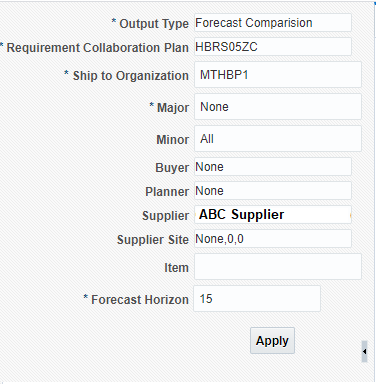 * Output Type Forecast Comparision
* Requirement Collaboration Plan HBRS05ZC
* Ship to Organization MTHBP1
* Major None
Minor All
Buyer None
Planner None
Supplier ABC Supplier
Supplier Site None,0,0
Item
* Forecast Horizon 15
Apply